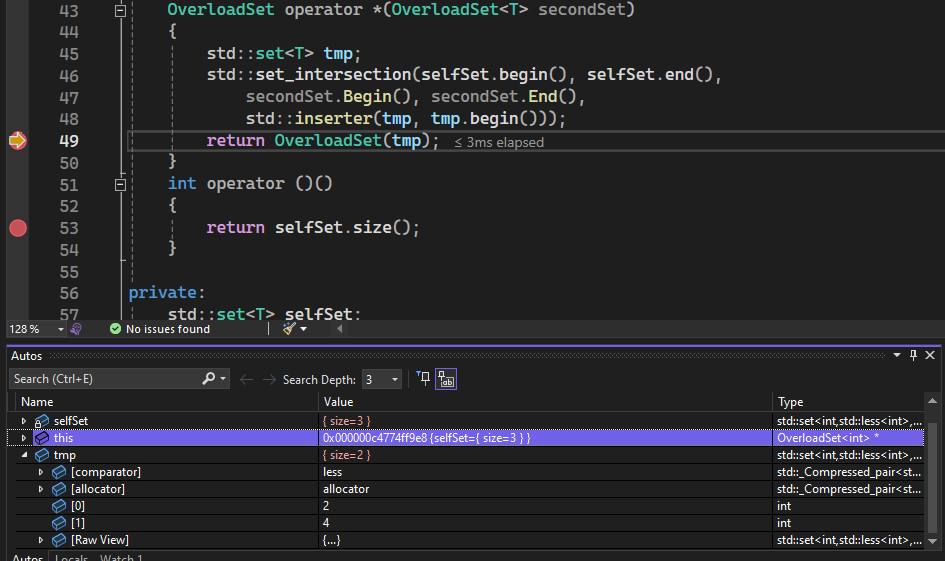 43 OverloadSet operator *(OverloadSet<T> secondSet)
44 {
45 std::set<T> tmp;
46 std::set_intersection(selfSet.begin(), selfSet.end(),
47 secondSet.Begin(), secondSet.End(),
48 std::inserter(tmp, tmp.begin()));
49 return OverloadSet(tmp); ≤ 3ms elapsed
50 }
51 int operator ()()
52 {
53 return selfSet.size();
54 }
55
56 private:
57 std::set<T> selfSet;
128 % No issues found
Autos
Search (Ctrl+E) Search Depth: 3
Name Value Type
selfSet { size=3 } std::set<int,std::less<int>,...
this 0x000000c4774ff9e8 {selfSet={ size=3 } } OverloadSet<int> *
tmp { size=2 } std::set<int,std::less<int>,...
[comparator] less std::_Compressed_pair<st...
[allocator] allocator std::_Compressed_pair<st...
[0] 2 int
[1] 4 int
[Raw View] {...} std::set<int,std::less<int>,...
Autos Locals Watch 1